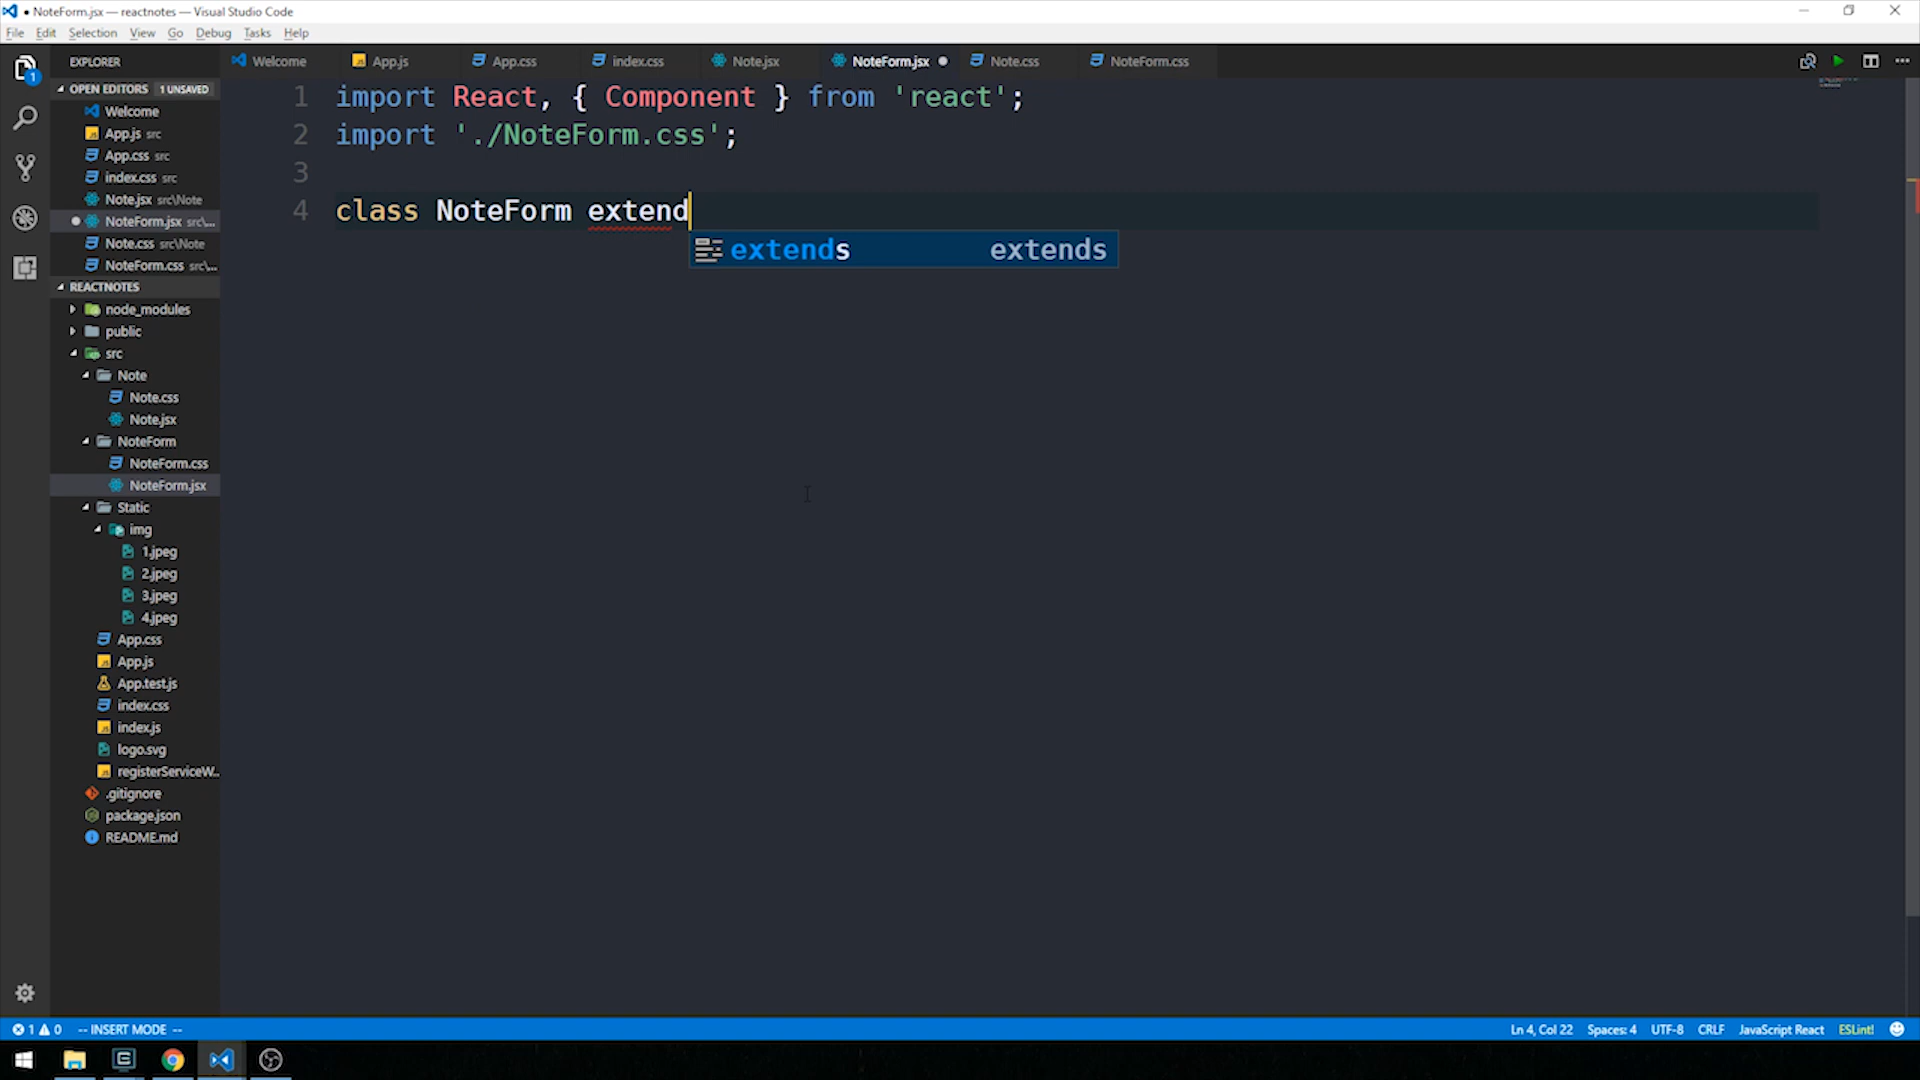 ● NoteForm.jsx — reactnotes — Visual Studio Code
File Edit Selection View Go Debug Tasks Help
EXPLORER
Welcome App.js App.css index.css Note.jsx NoteForm.jsx Note.css NoteForm.css
OPEN EDITORS 1 UNSAVED
Welcome
App.js src
App.css src
index.css src
Note.jsx src\Note
NoteForm.jsx src\...
Note.css src\Note
NoteForm.css src\...
REACTNOTES
node_modules
public
src
Note
Note.css
Note.jsx
NoteForm
NoteForm.css
NoteForm.jsx
Static
img
1.jpeg
2.jpeg
3.jpeg
4.jpeg
App.css
App.js
App.test.js
index.css
index.js
logo.svg
registerServiceW...
.gitignore
package.json
README.md
1 import React, { Component } from 'react';
2 import './NoteForm.css';
3
4 class NoteForm extend
extends extends
1
1 0 -- INSERT MODE --
Ln 4, Col 22 Spaces: 4 UTF-8 CRLF JavaScript React ESLint!